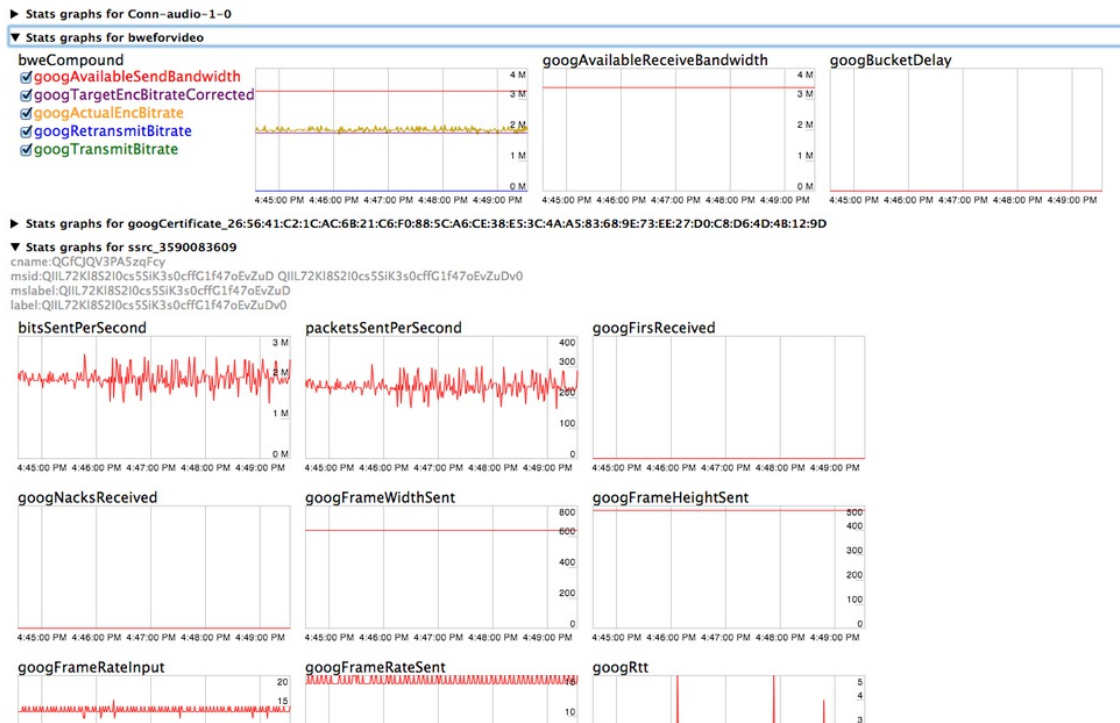 ▶ Stats graphs for Conn-audio-1-0
▼ Stats graphs for bweforvideo
bweCompound
googAvailableSendBandwidth
googTargetEncBitrateCorrected
googActualEncBitrate
googRetransmitBitrate
googTransmitBitrate
4 M
3 M
2 M
1 M
0 M
4:45:00 PM 4:46:00 PM 4:47:00 PM 4:48:00 PM 4:49:00 PM
googAvailableReceiveBandwidth
4 M
3 M
2 M
1 M
0 M
4:45:00 PM 4:46:00 PM 4:47:00 PM 4:48:00 PM 4:49:00 PM
googBucketDelay
4:45:00 PM 4:46:00 PM 4:47:00 PM 4:48:00 PM 4:49:00 PM
▶ Stats graphs for googCertificate_26:56:41:C2:1C:AC:6B:21:C6:F0:88:5C:A6:CE:38:E5:3C:4A:A5:83:68:9E:73:EE:27:D0:C8:D6:4D:4B:12:9D
▼ Stats graphs for ssrc_3590083609
cname:QGfCJQV3PA5zqFcy
msid:QIIL72Kl8S2I0cs5SiK3s0cffG1f47oEvZuD QIIL72Kl8S2I0cs5SiK3s0cffG1f47oEvZuDv0
mslabel:QIIL72Kl8S2I0cs5SiK3s0cffG1f47oEvZuD
label:QIIL72Kl8S2I0cs5SiK3s0cffG1f47oEvZuDv0
bitsSentPerSecond
3 M
2 M
1 M
0 M
4:45:00 PM 4:46:00 PM 4:47:00 PM 4:48:00 PM 4:49:00 PM
packetsSentPerSecond
400
300
200
100
0
4:45:00 PM 4:46:00 PM 4:47:00 PM 4:48:00 PM 4:49:00 PM
googFirsReceived
4:45:00 PM 4:46:00 PM 4:47:00 PM 4:48:00 PM 4:49:00 PM
googNacksReceived
4:45:00 PM 4:46:00 PM 4:47:00 PM 4:48:00 PM 4:49:00 PM
googFrameWidthSent
800
600
400
200
0
4:45:00 PM 4:46:00 PM 4:47:00 PM 4:48:00 PM 4:49:00 PM
googFrameHeightSent
500
400
300
200
100
0
4:45:00 PM 4:46:00 PM 4:47:00 PM 4:48:00 PM 4:49:00 PM
googFrameRateInput
20
15
googFrameRateSent
15
10
googRtt
5
4
3